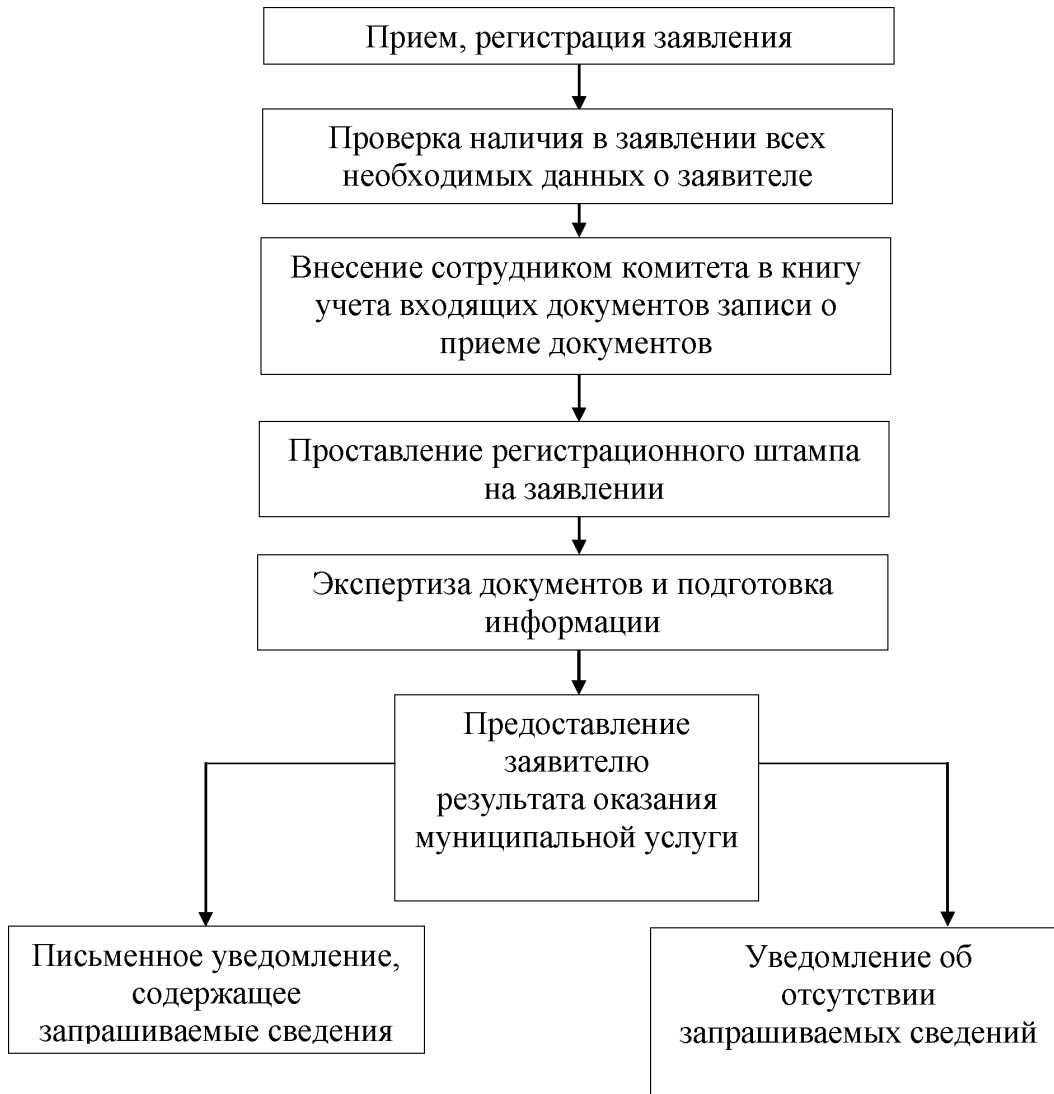 Прием, регистрация заявления
Проверка наличия в заявлении всех
необходимых данных о заявителе
Внесение сотрудником комитета в книгу
учета входящих документов записи о
приеме документов
Проставление регистрационного штампа
на заявлении
Экспертиза документов и подготовка
информации
Предоставление
заявителю
результата оказания
муниципальной услуги
Письменное уведомление,
содержащее
запрашиваемые сведения
Уведомление об
отсутствии
запрашиваемых сведений